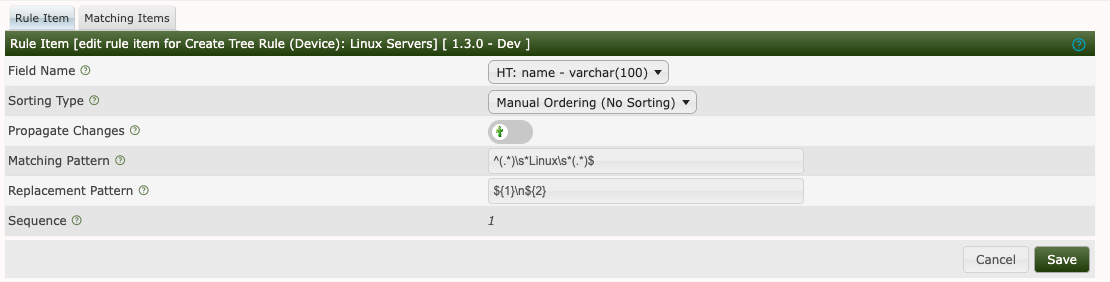 Rule Item Matching Items
Rule Item [edit rule item for Create Tree Rule (Device): Linux Servers] [ 1.3.0 - Dev ]
Field Name HT: name - varchar(100)
Sorting Type Manual Ordering (No Sorting)
Propagate Changes
Matching Pattern ^(.*)\s*Linux\s*(.*)$
Replacement Pattern ${1}\n${2}
Sequence 1
Cancel Save